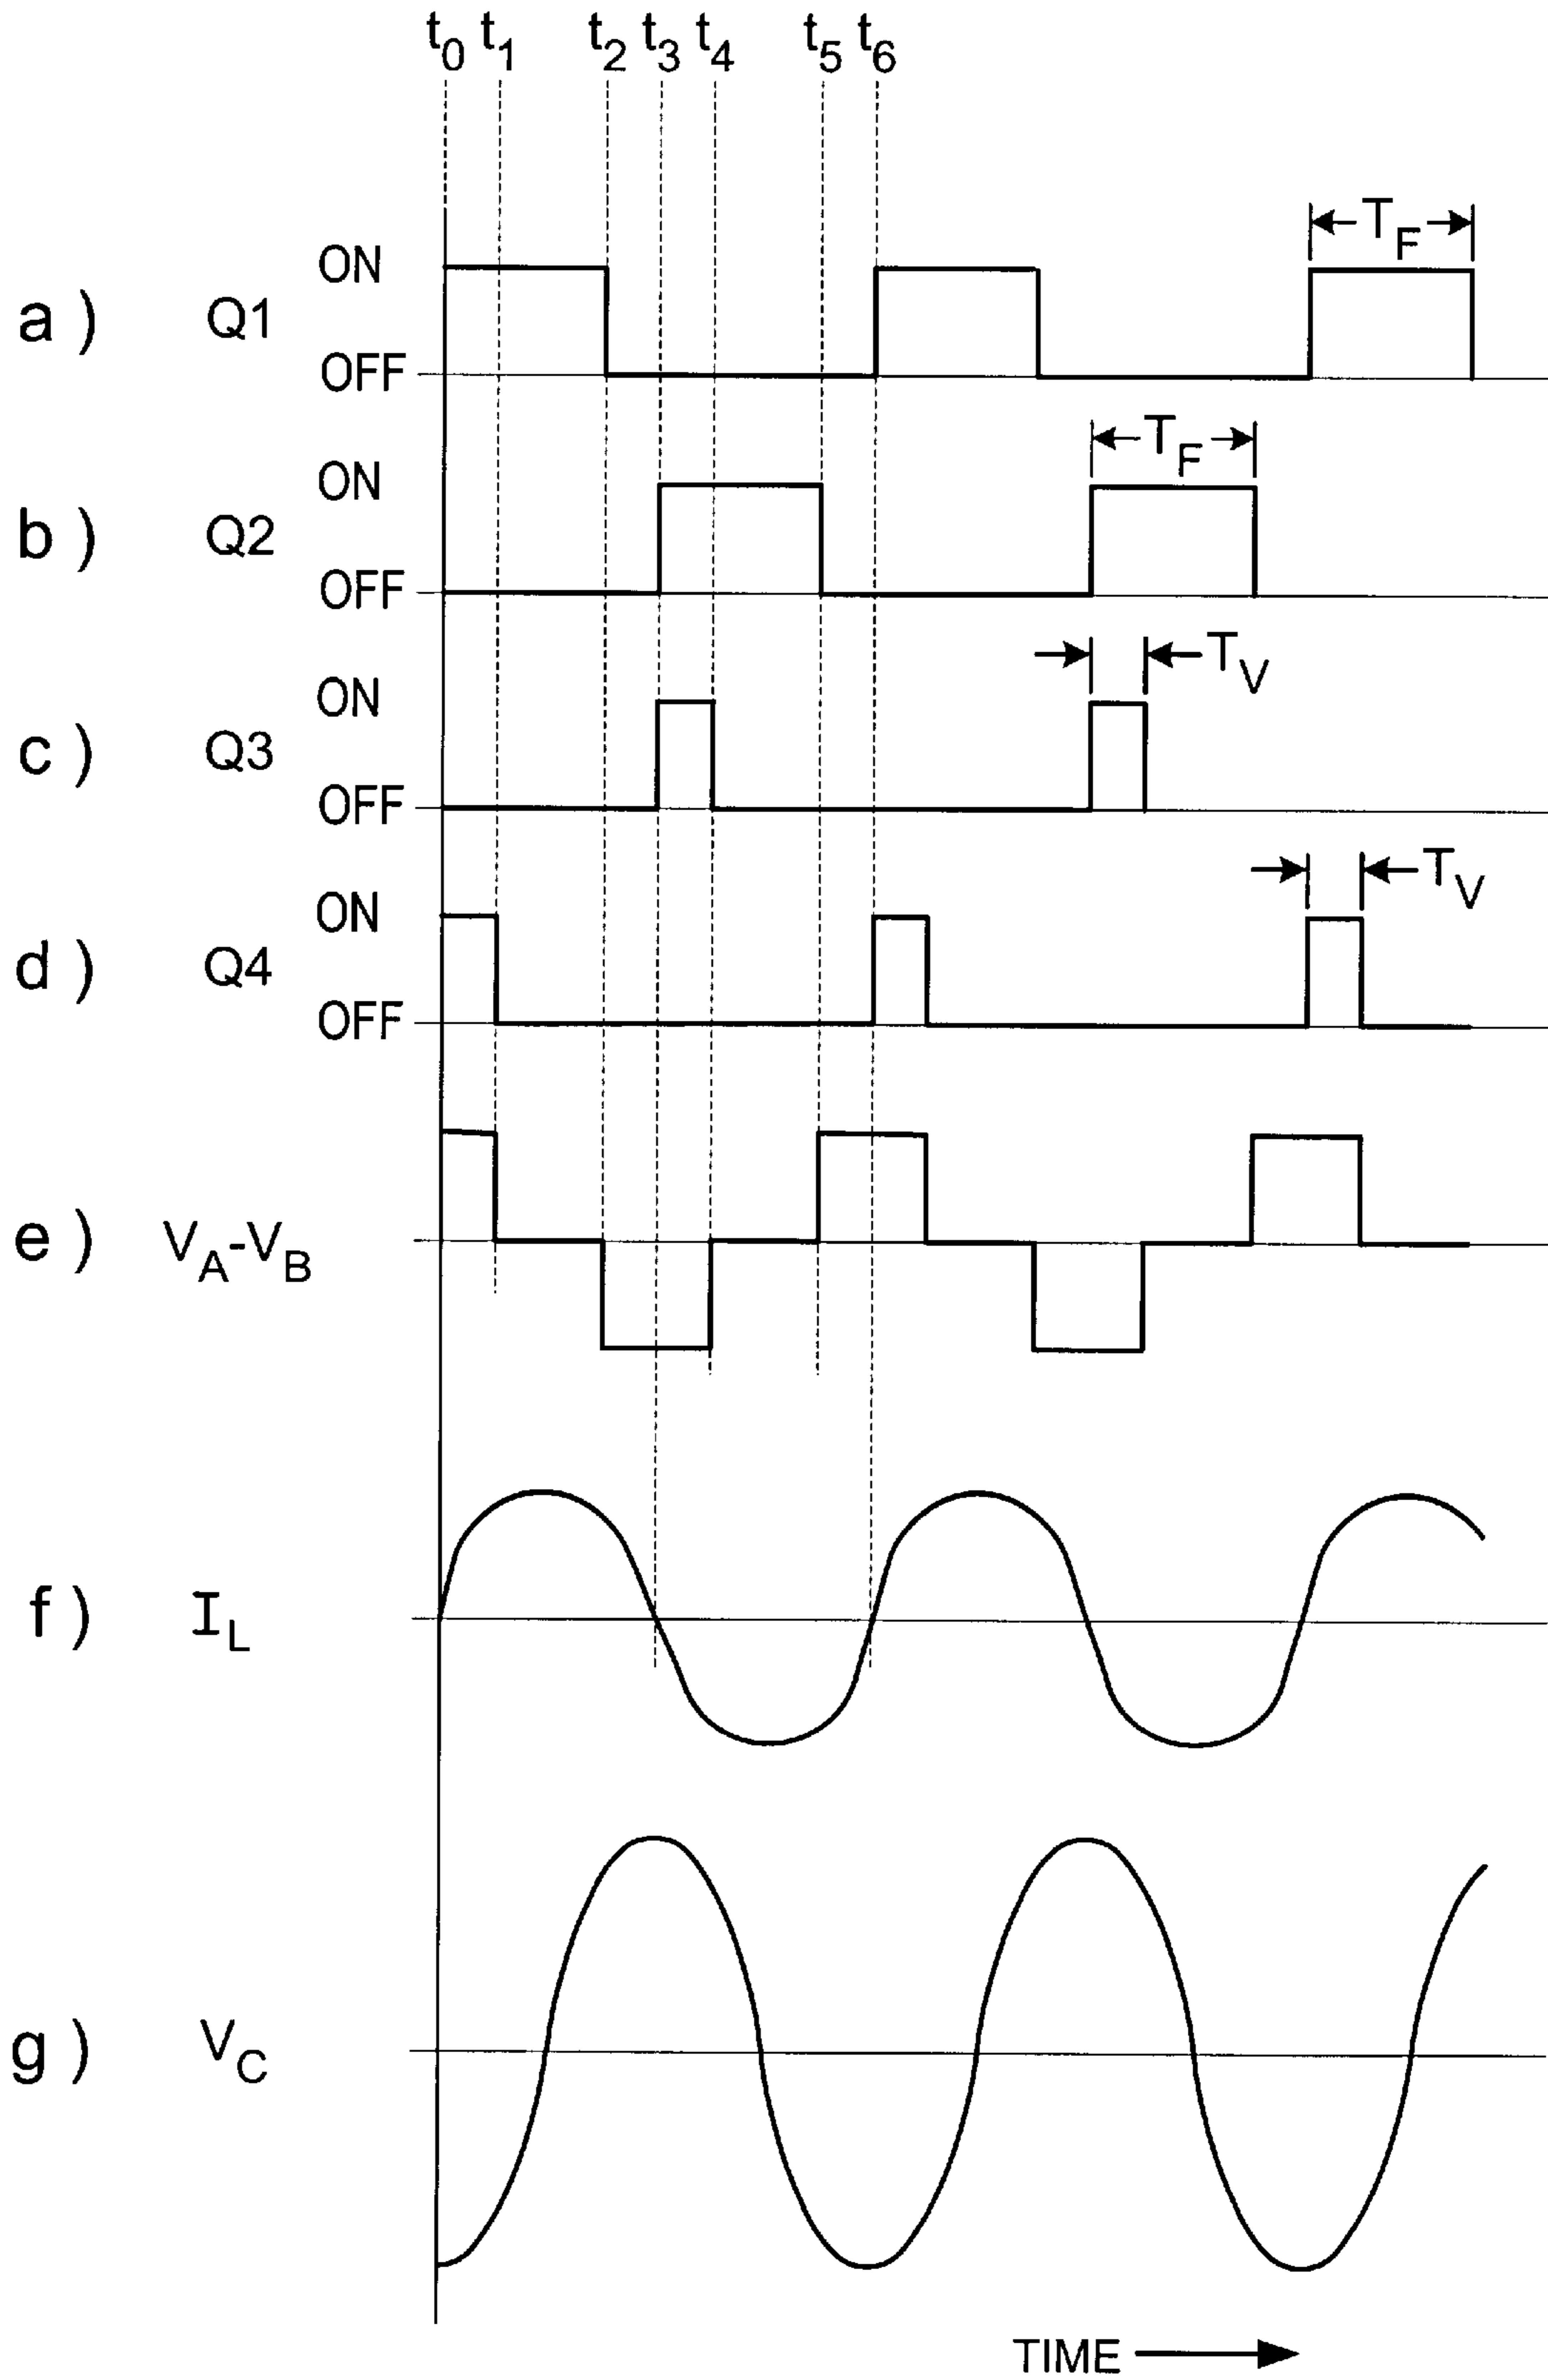 t0 t1 t2 t3 t4 t5 t6
TF
ON
a) Q1
OFF
TF
ON
b) Q2
OFF
TV
ON
c) Q3
OFF
TV
ON
d) Q4
OFF
e) VA-VB
f) IL
g) VC
TIME